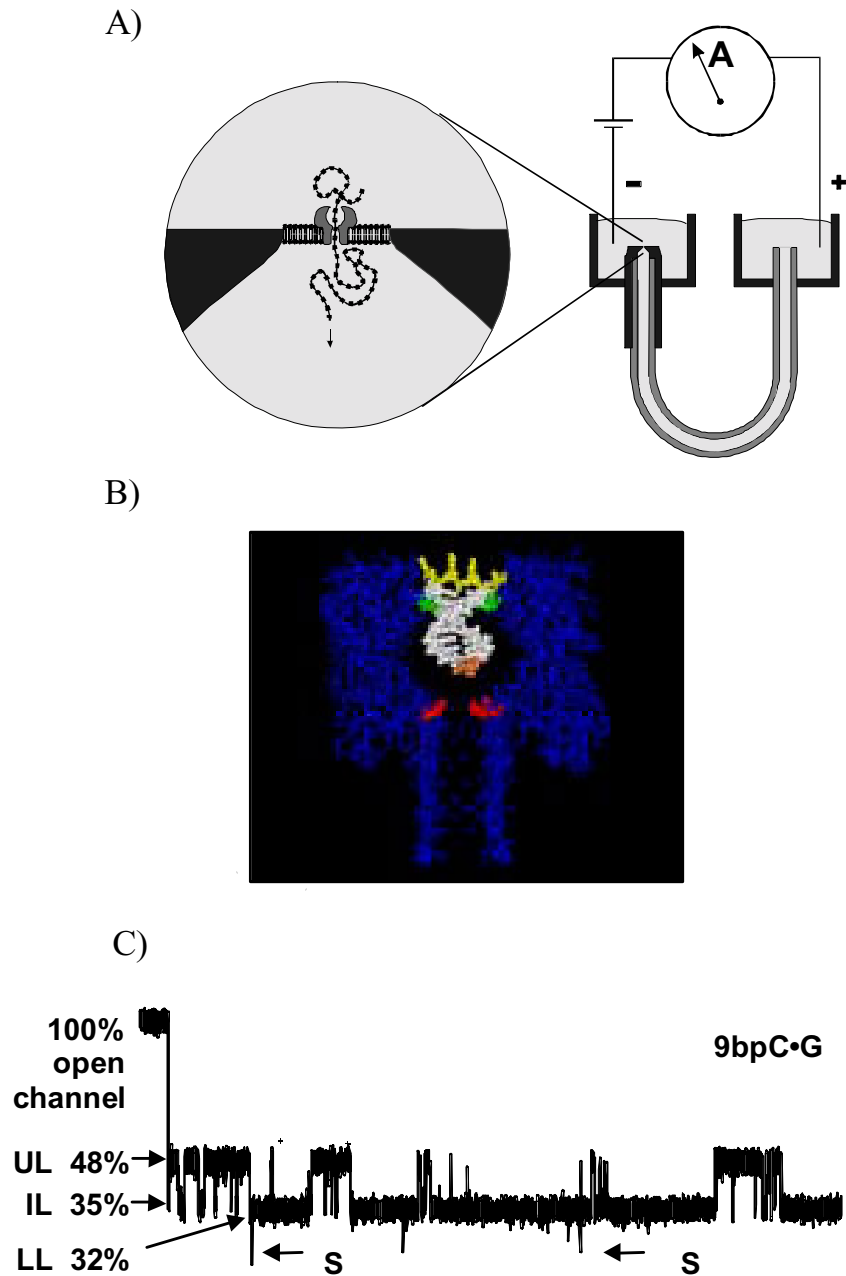 A)
A
-
+
B)
C)
100%
open
channel
9bpC•G
UL 48%
IL 35%
LL 32%
S
S